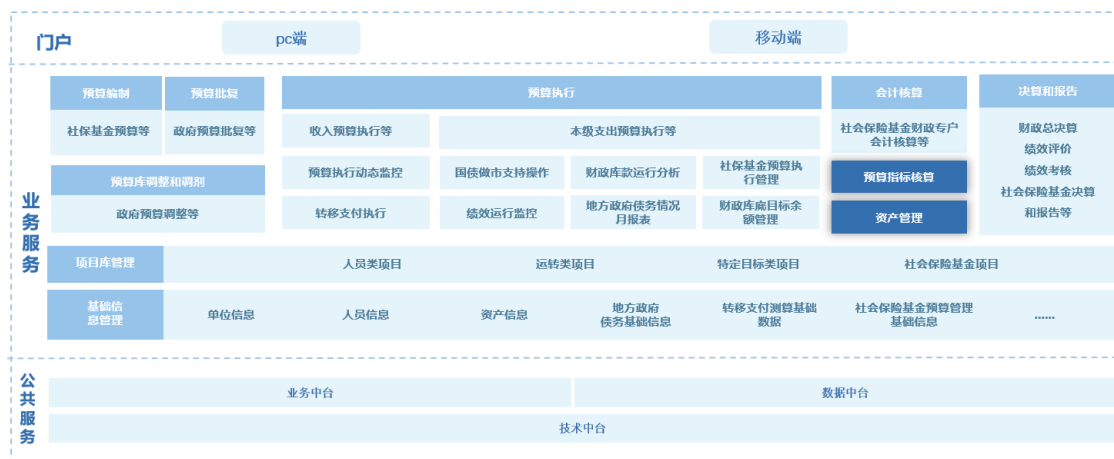 门户
pc端
移动端
业务服务
预算编制
预算批复
预算执行
会计核算
决算和报告
社保基金预算等
政府预算批复等
收入预算执行等
本级支出预算执行等
社会保险基金财政专户
会计核算等
财政总决算
绩效评价
绩效考核
社会保险基金决算
和报告等
预算库调整和调剂
政府预算调整等
预算执行动态监控
国债做市支持操作
财政库款运行分析
社保基金预算执
行管理
预算指标核算
转移支付执行
绩效运行监控
地方政府债务情况
月报表
财政库底目标余
额管理
资产管理
项目库管理
人员类项目
运转类项目
特定目标类项目
社会保险基金项目
基础信
息管理
单位信息
人员信息
资产信息
地方政府
债务基础信息
转移支付测算基础
数据
社会保险基金预算管理
基础信息
......
公共服务
业务中台
数据中台
技术中台